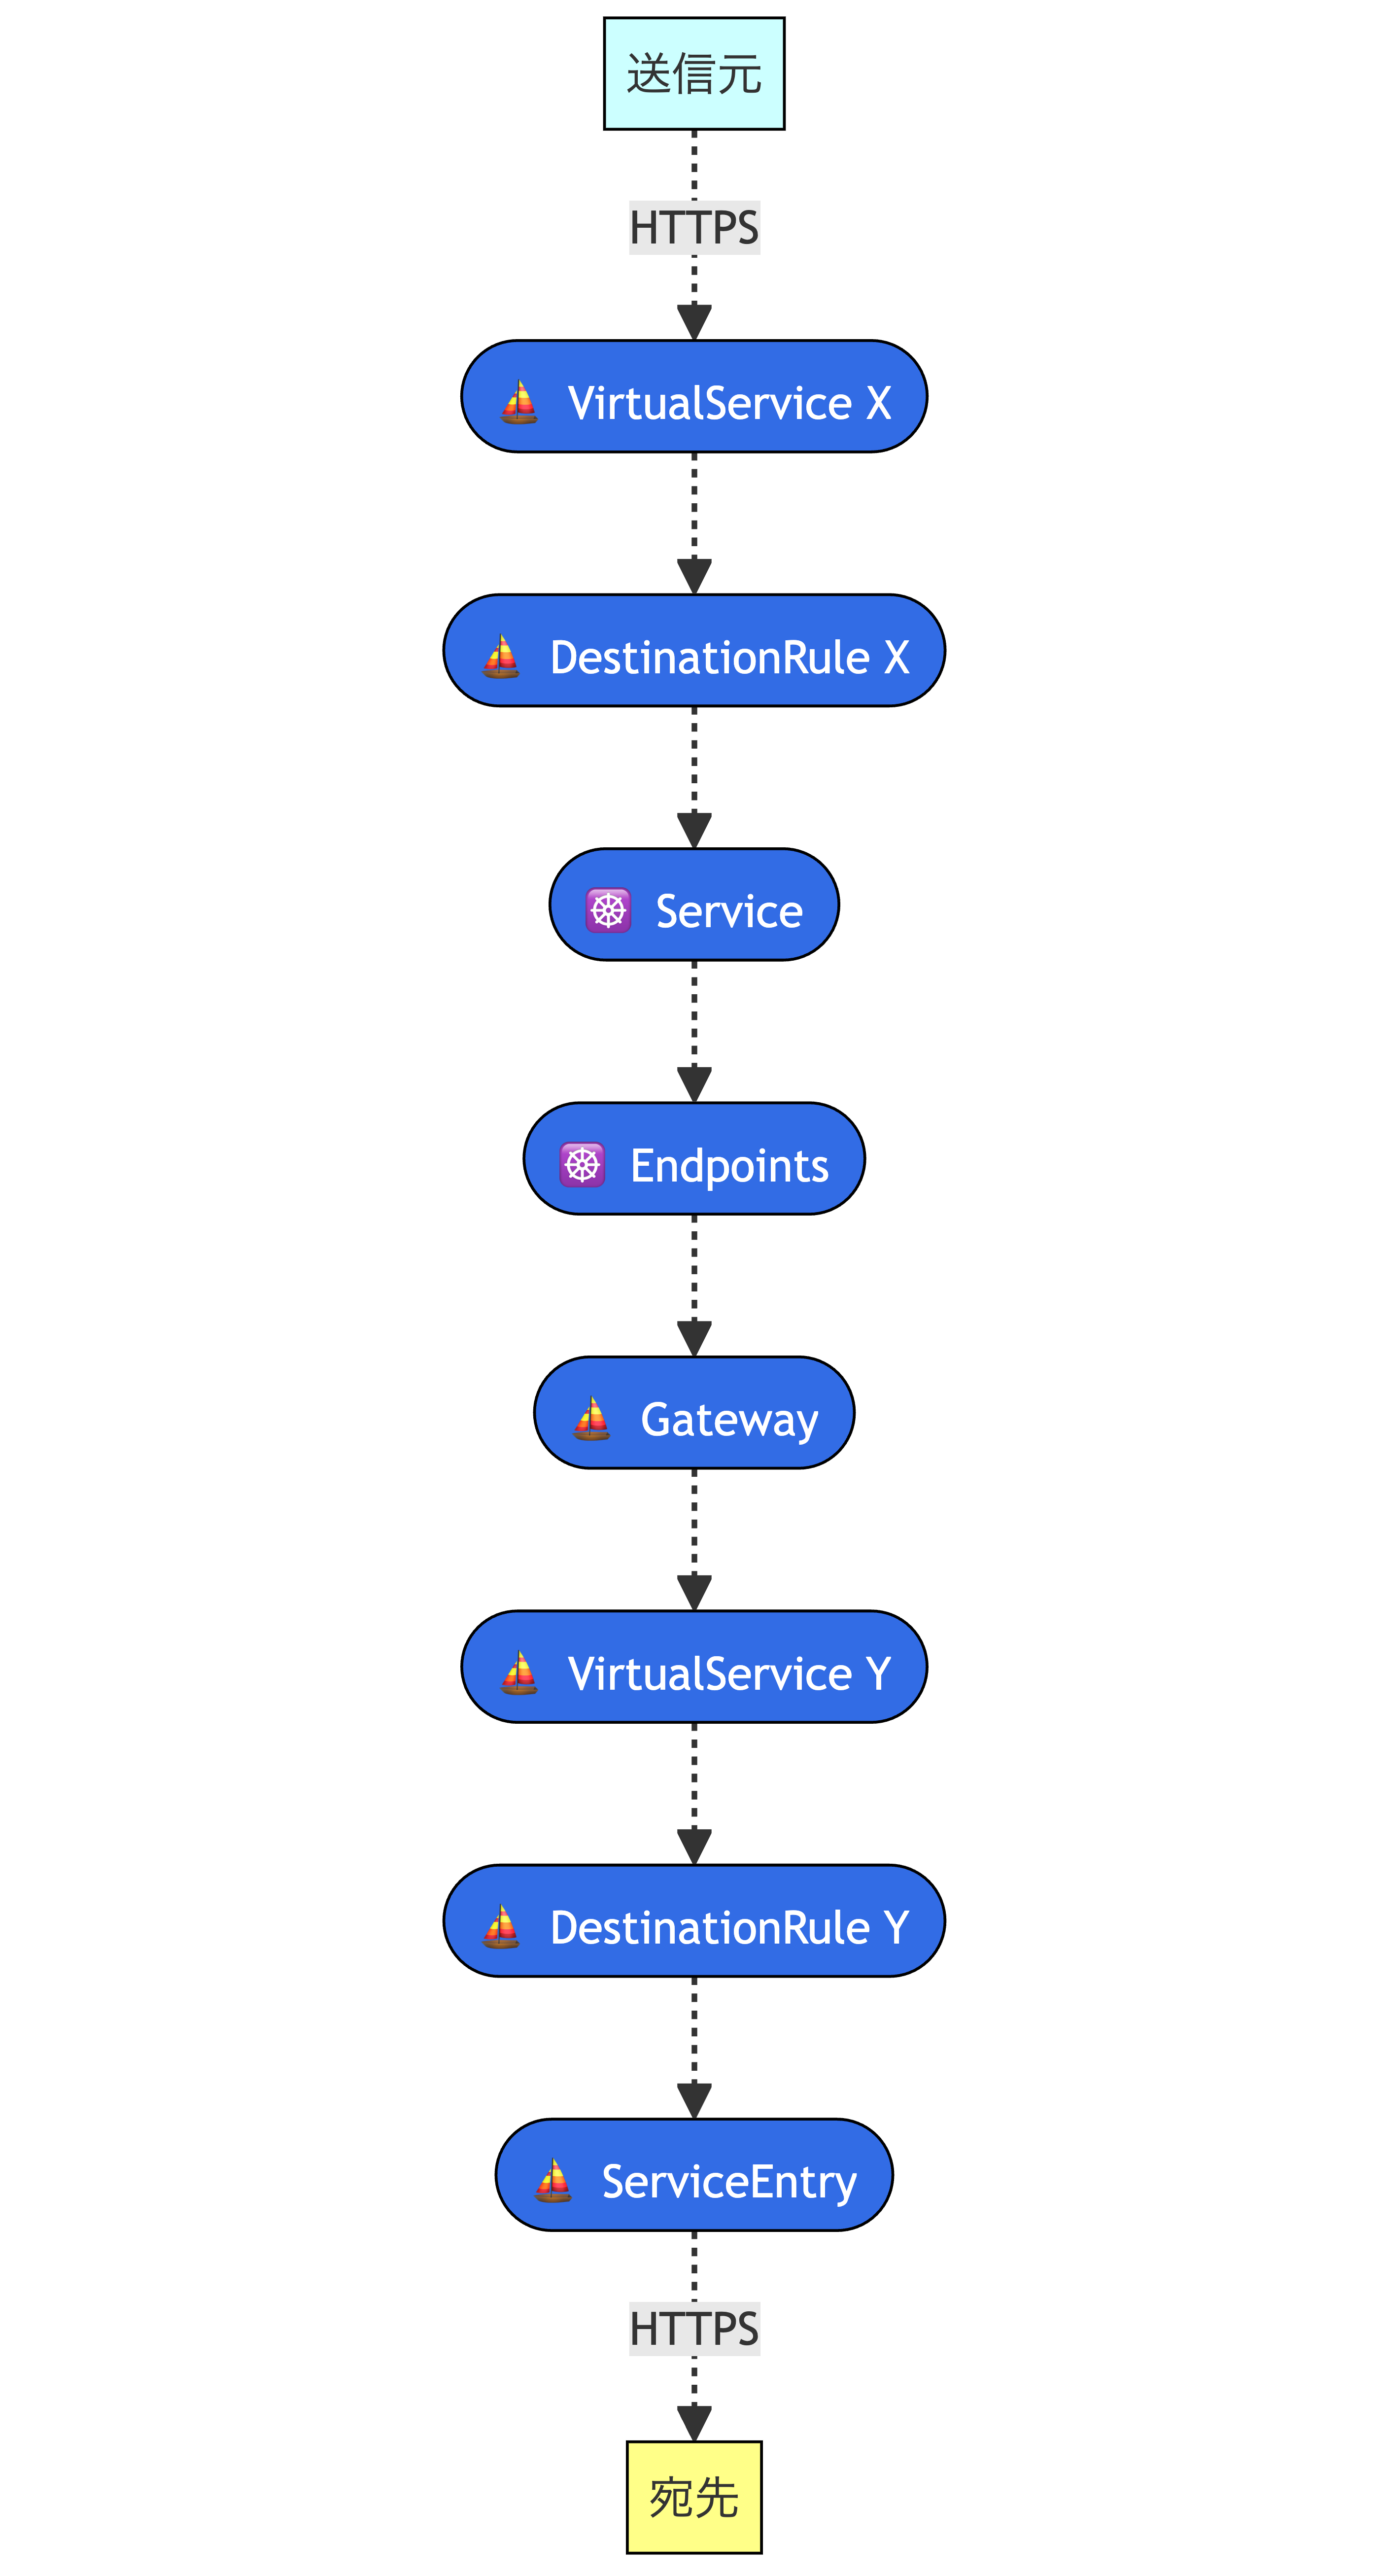 送信元
HTTPS
⛵ VirtualService X
⛵ DestinationRule X
☸️ Service
☸️ Endpoints
⛵ Gateway
⛵ VirtualService Y
⛵ DestinationRule Y
⛵ ServiceEntry
HTTPS
宛先